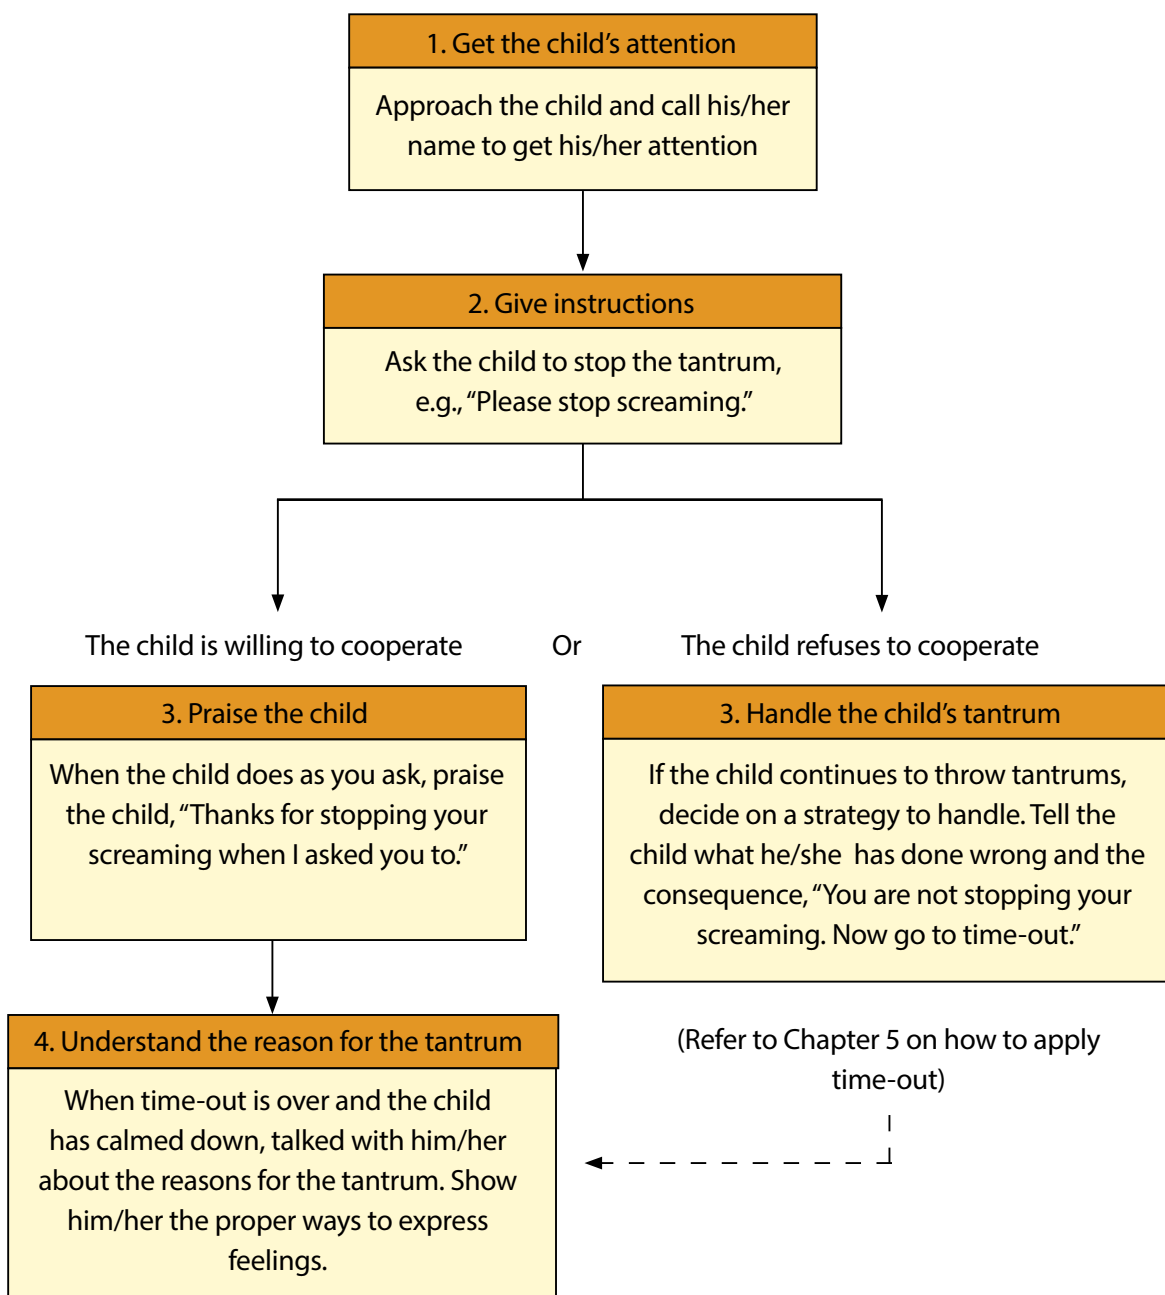 1. Get the child’s attention
Approach the child and call his/her
name to get his/her attention
2. Give instructions
Ask the child to stop the tantrum,
e.g., “Please stop screaming.”
The child is willing to cooperate
Or
The child refuses to cooperate
3. Praise the child
When the child does as you ask, praise
the child, “Thanks for stopping your
screaming when I asked you to.”
3. Handle the child’s tantrum
If the child continues to throw tantrums,
decide on a strategy to handle. Tell the
child what he/she has done wrong and the
consequence, “You are not stopping your
screaming. Now go to time-out.”
(Refer to Chapter 5 on how to apply
time-out)
4. Understand the reason for the tantrum
When time-out is over and the child
has calmed down, talked with him/her
about the reasons for the tantrum. Show
him/her the proper ways to express
feelings.